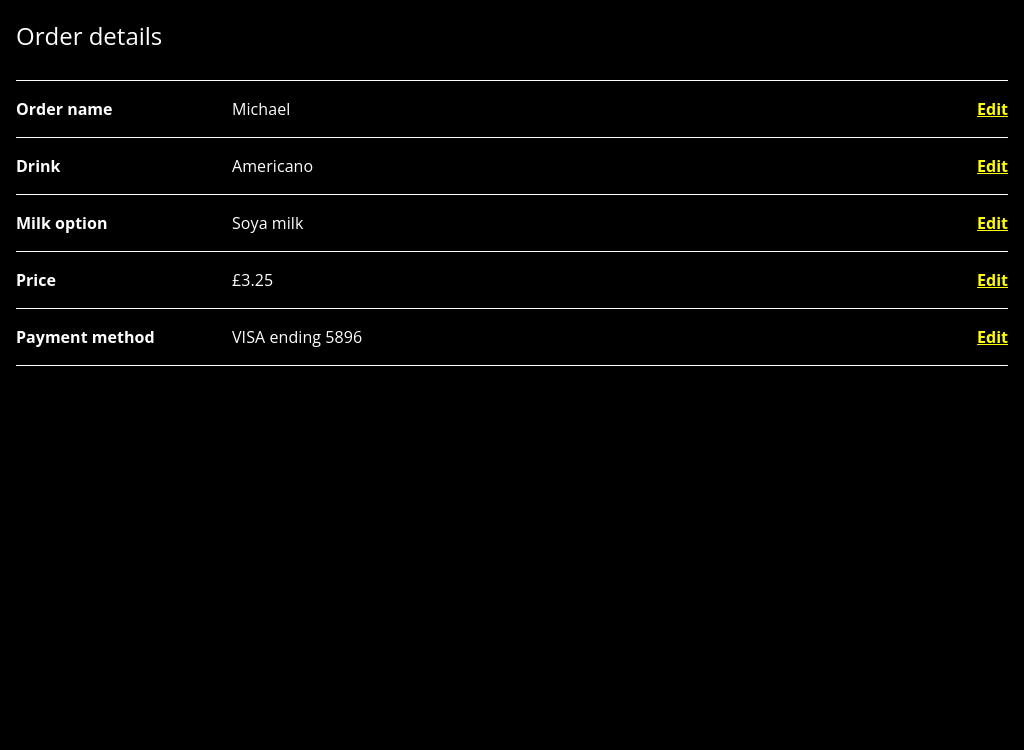 Order details
Order name Michael Edit
Drink Americano Edit
Milk option Soya milk Edit
Price £3.25 Edit
Payment method VISA ending 5896 Edit